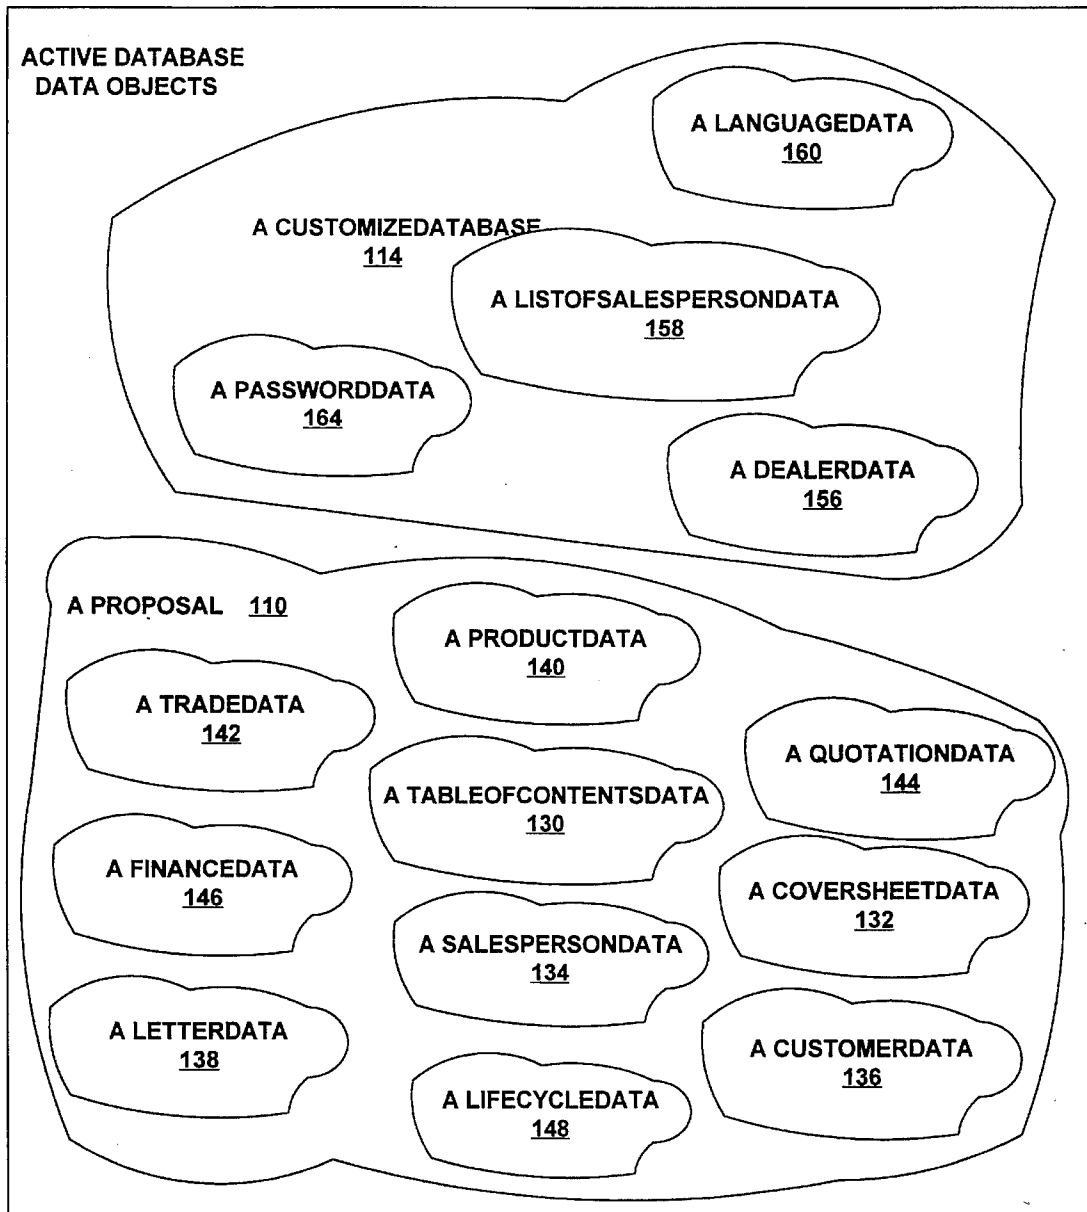 ACTIVE DATABASE
DATA OBJECTS
A LANGUAGEDATA
160
A CUSTOMIZEDATABASE
114
A LISTOFSALESPERSONDATA
158
A PASSWORDDATA
164
A DEALERDATA
156
A PROPOSAL 110
A PRODUCTDATA
140
A TRADEDATA
142
A QUOTATIONDATA
144
A TABLEOFCONTENTSDATA
130
A FINANCEDATA
146
A COVERSHEETDATA
132
A SALESPERSONDATA
134
A LETTERDATA
138
A CUSTOMERDATA
136
A LIFECYCLEDATA
148